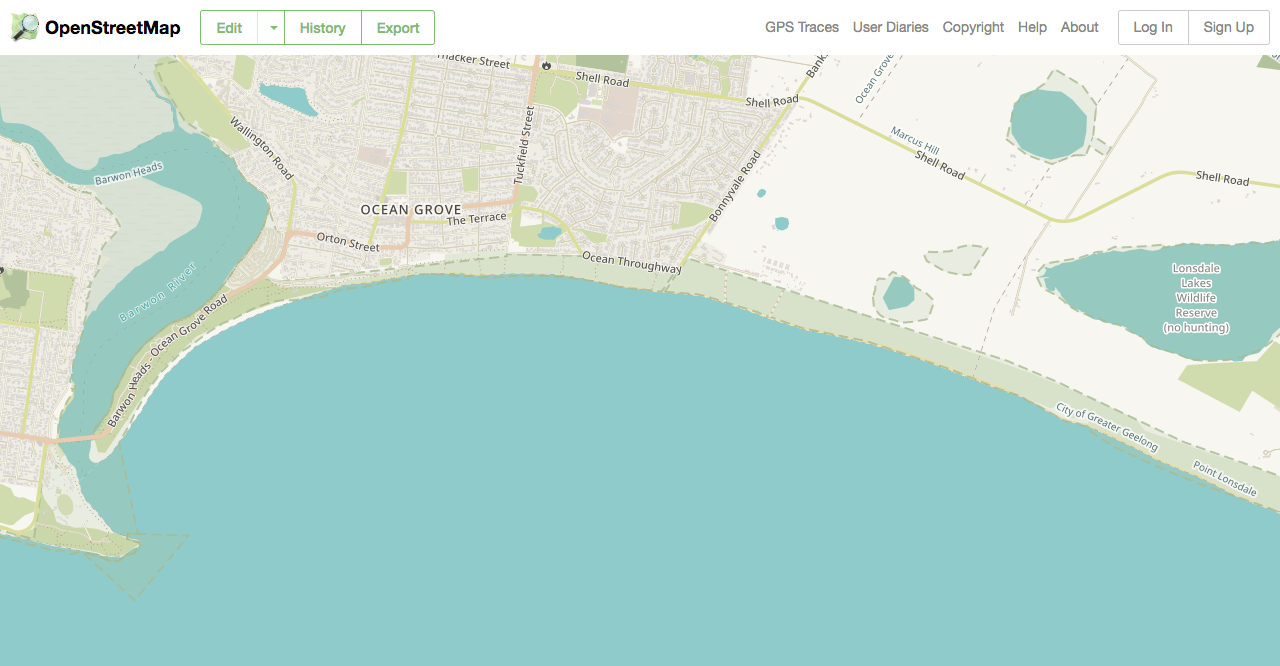 OpenStreetMap
Edit
History
Export
GPS Traces
User Diaries
Copyright
Help
About
Log In
Sign Up
Thacker Street
Shell Road
Bank
Ocean Grove
Shell Road
Wallington Road
Tuckfield Street
Marcus Hill
Shell Road
Shell Road
Barwon Heads
Bonnyvale Road
OCEAN GROVE
The Terrace
Orton Street
Ocean Throughway
Barwon River
Lonsdale
Lakes
Wildlife
Reserve
(no hunting)
Barwon Heads - Ocean Grove Road
City of Greater Geelong
Point Lonsdale